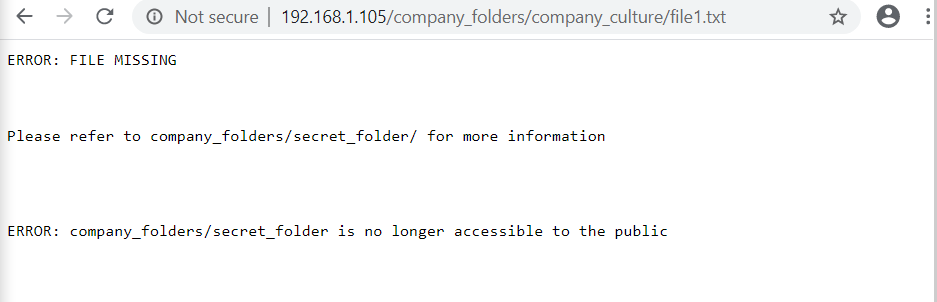 Not secure | 192.168.1.105/company_folders/company_culture/file1.txt
ERROR: FILE MISSING
Please refer to company_folders/secret_folder/ for more information
ERROR: company_folders/secret_folder is no longer accessible to the public